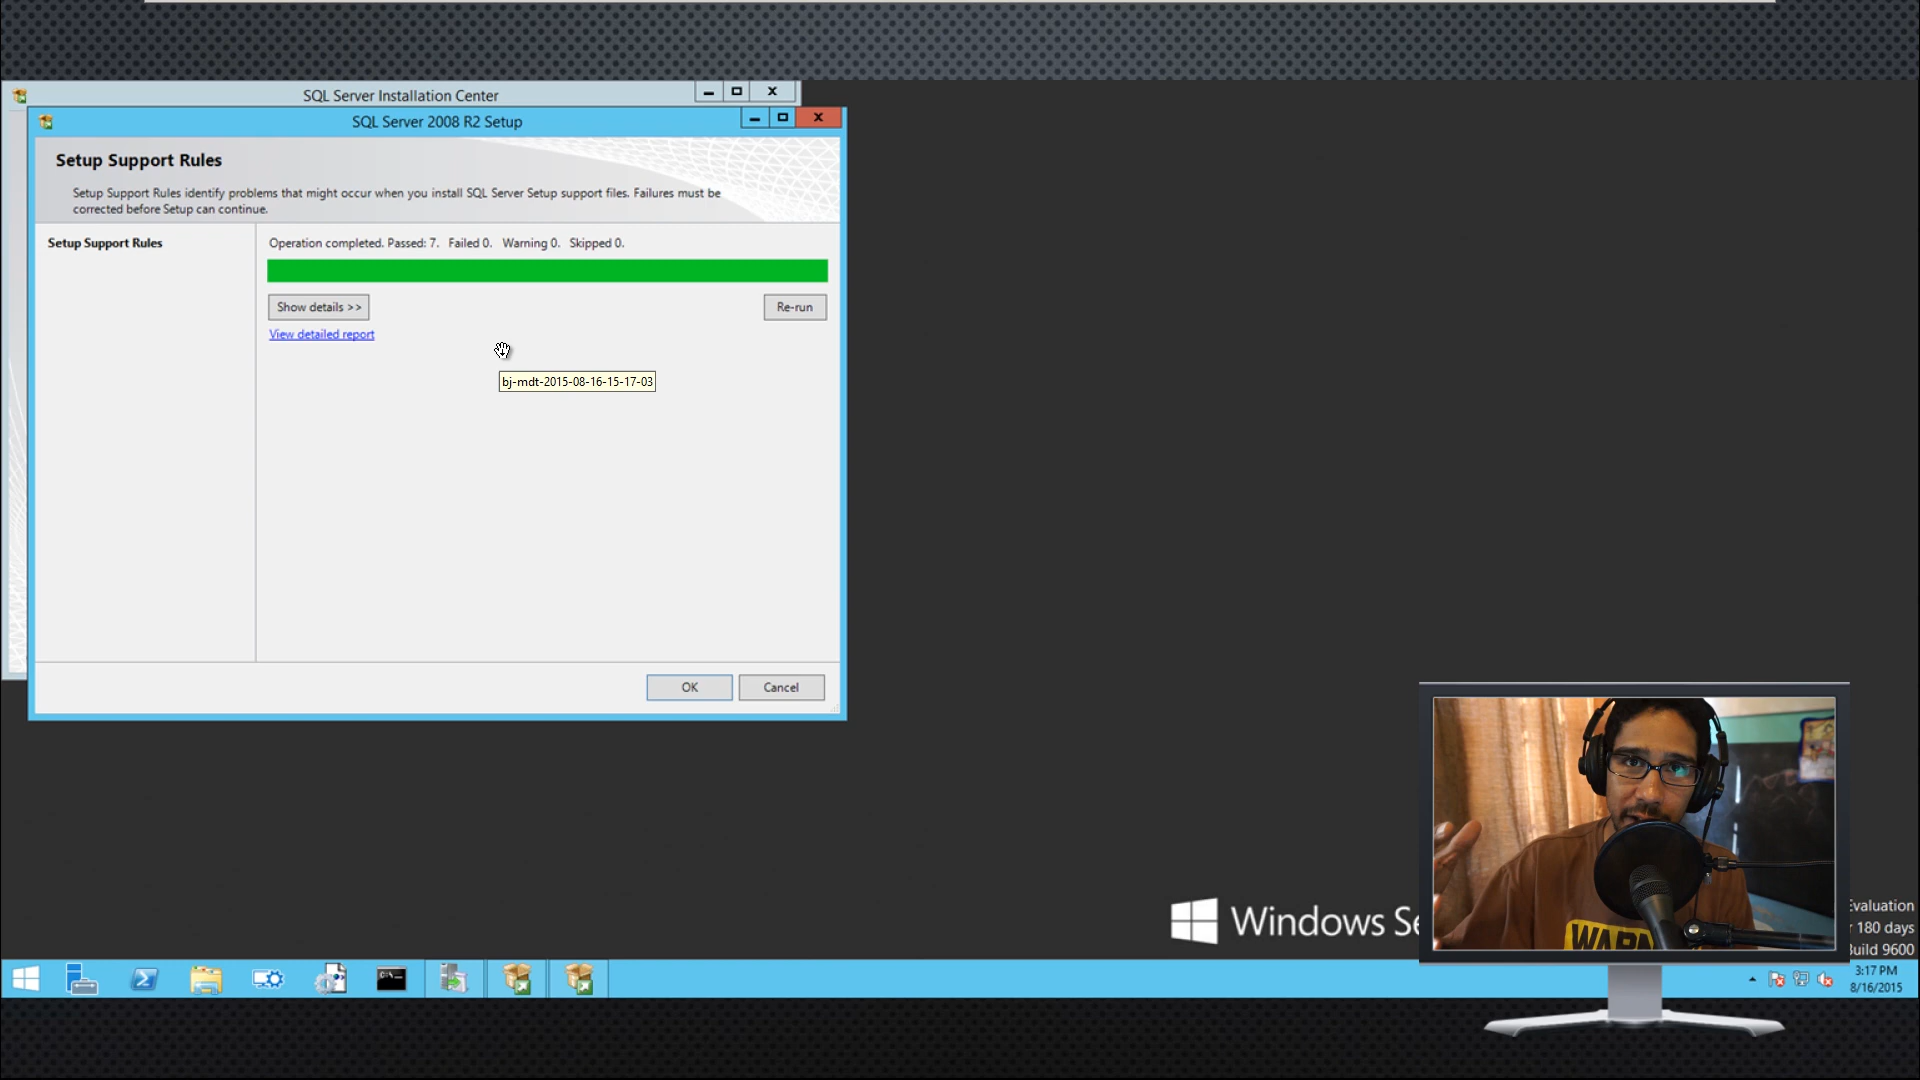 SQL Server Installation Center
SQL Server 2008 R2 Setup
Setup Support Rules
Setup Support Rules identify problems that might occur when you install SQL Server Setup support files. Failures must be
corrected before Setup can continue.
Setup Support Rules
Operation completed. Passed: 7.   Failed 0.   Warning 0.   Skipped 0.
Show details >>
Re-run
View detailed report
bj-mdt-2015-08-16-15-17-03
OK
Cancel
Windows Se
Evaluation
180 days
Build 9600
3:17 PM
8/16/2015